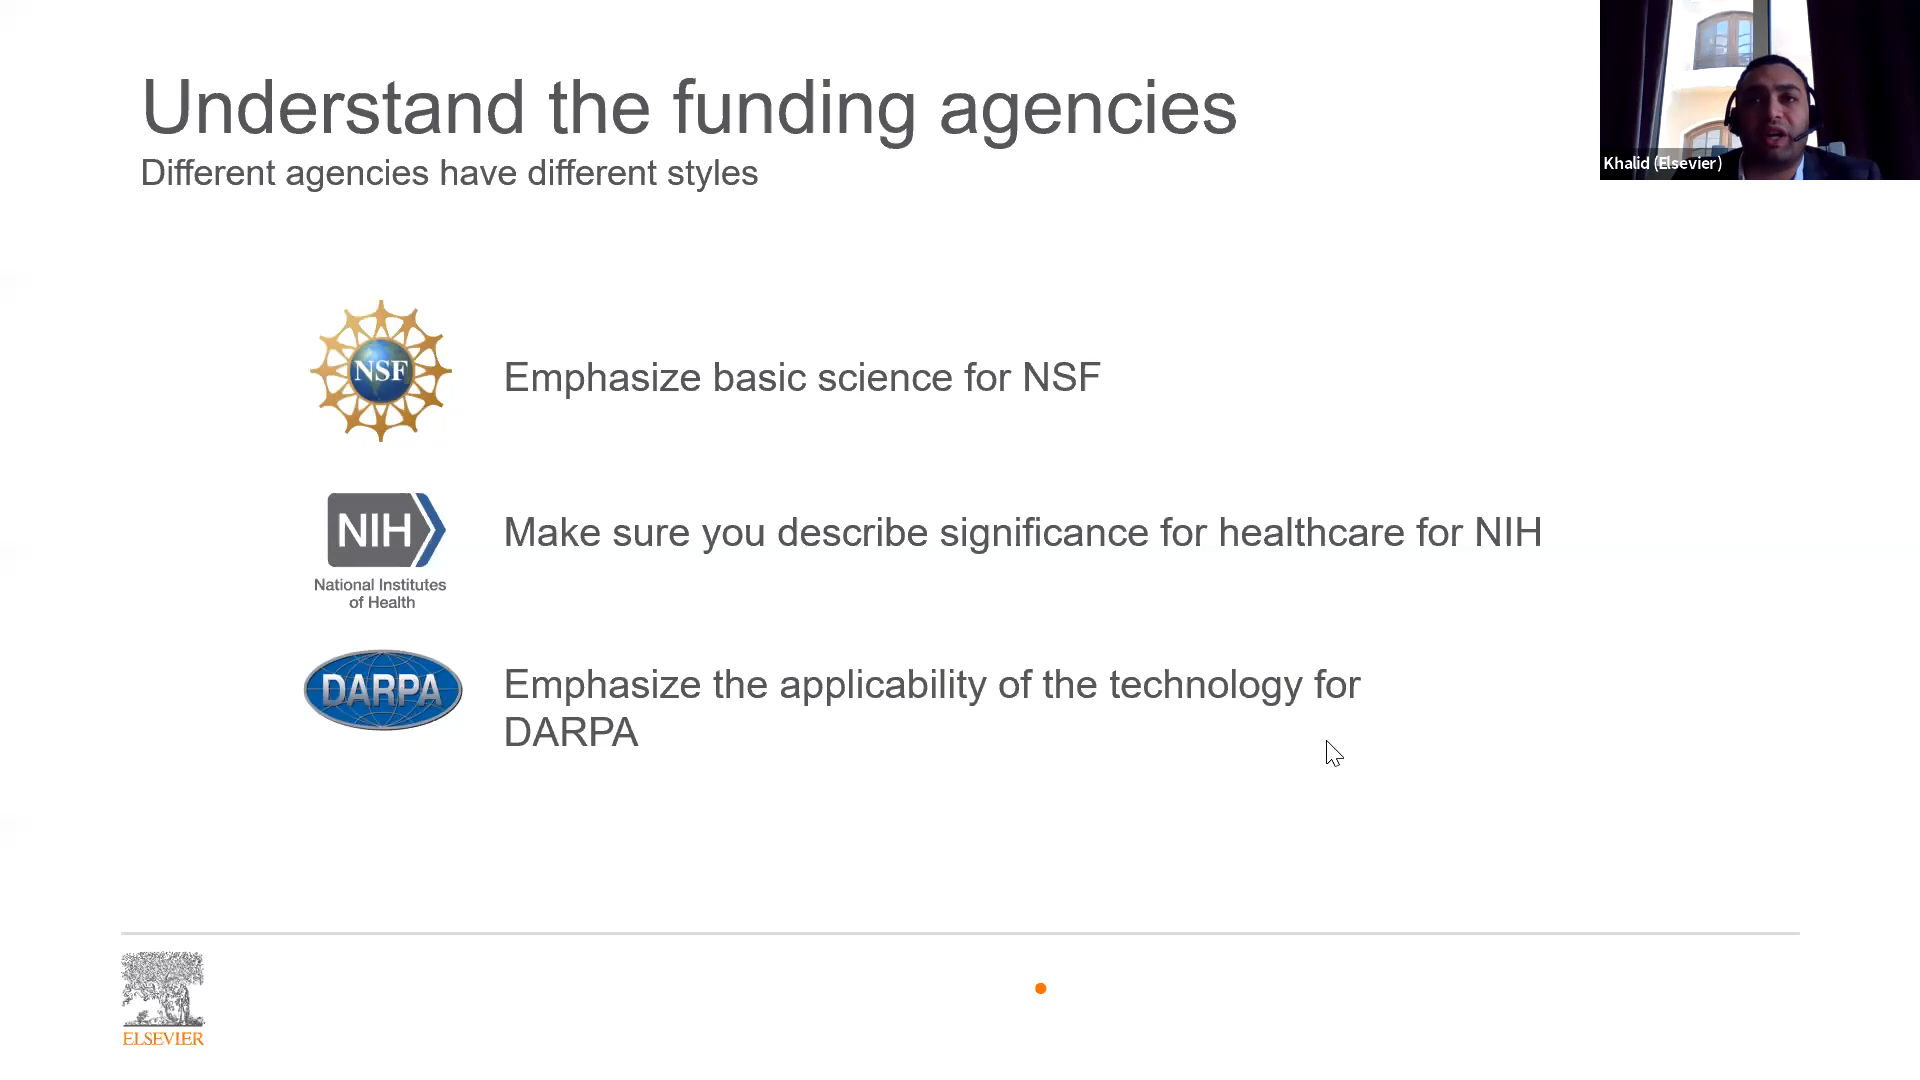 Understand the funding agencies
Different agencies have different styles
Khalid (Elsevier)
NSF
Emphasize basic science for NSF
NIH
National Institutes
of Health
Make sure you describe significance for healthcare for NIH
DARPA
Emphasize the applicability of the technology for
DARPA
ELSEVIER